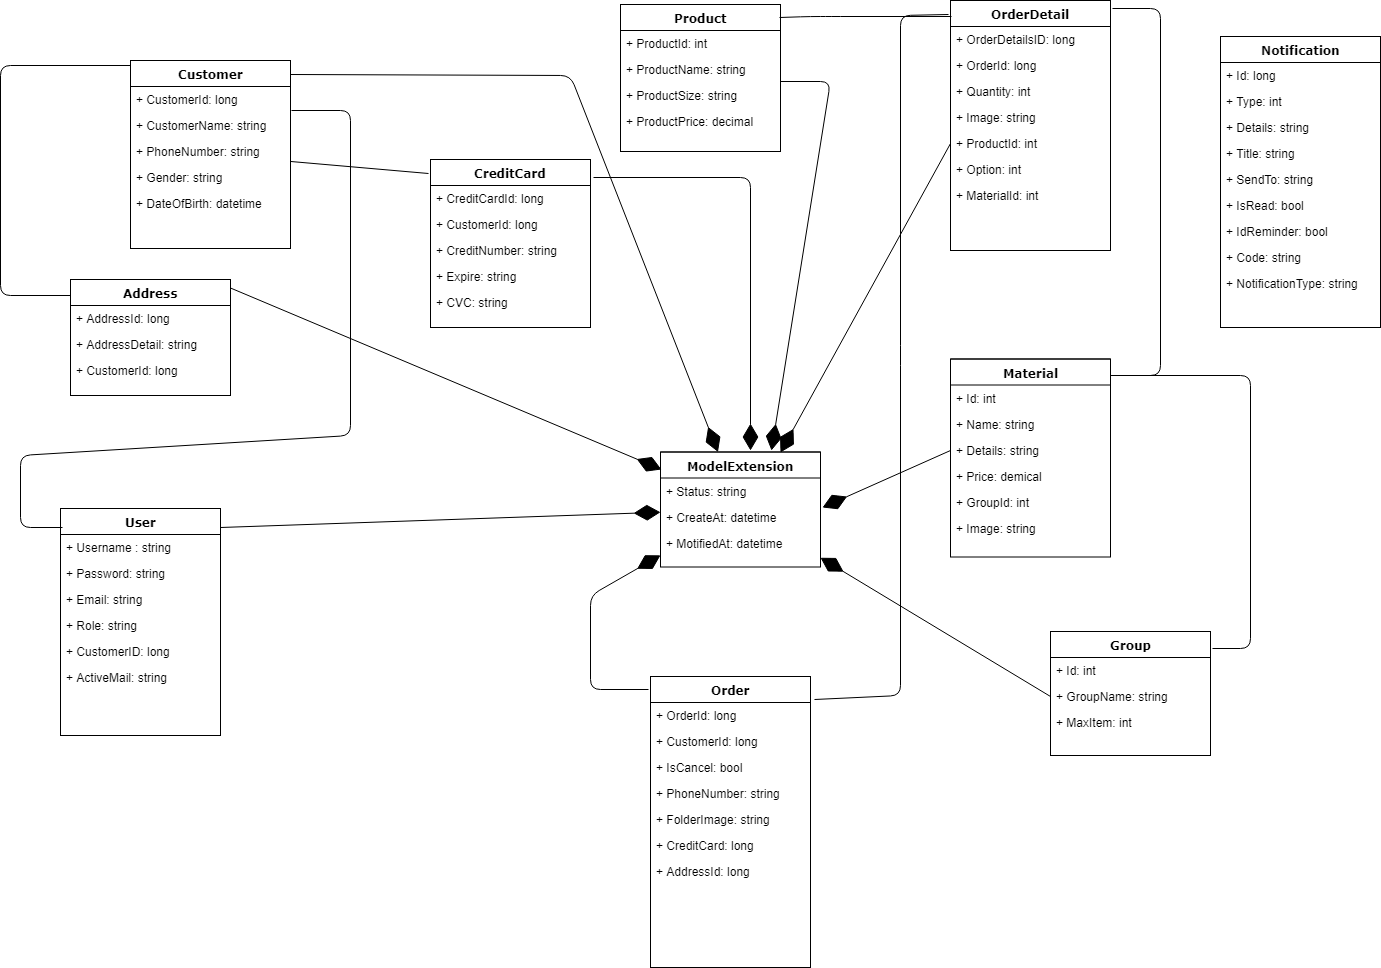 Customer
+ CustomerId: long
+ CustomerName: string
+ PhoneNumber: string
+ Gender: string
+ DateOfBirth: datetime
Product
+ ProductId: int
+ ProductName: string
+ ProductSize: string
+ ProductPrice: decimal
OrderDetail
+ OrderDetailsID: long
+ OrderId: long
+ Quantity: int
+ Image: string
+ ProductId: int
+ Option: int
+ MaterialId: int
Notification
+ Id: long
+ Type: int
+ Details: string
+ Title: string
+ SendTo: string
+ IsRead: bool
+ IdReminder: bool
+ Code: string
+ NotificationType: string
CreditCard
+ CreditCardId: long
+ CustomerId: long
+ CreditNumber: string
+ Expire: string
+ CVC: string
Address
+ AddressId: long
+ AddressDetail: string
+ CustomerId: long
Material
+ Id: int
+ Name: string
+ Details: string
+ Price: demical
+ GroupId: int
+ Image: string
ModelExtension
+ Status: string
+ CreateAt: datetime
+ MotifiedAt: datetime
User
+ Username : string
+ Password: string
+ Email: string
+ Role: string
+ CustomerID: long
+ ActiveMail: string
Group
+ Id: int
+ GroupName: string
+ MaxItem: int
Order
+ OrderId: long
+ CustomerId: long
+ IsCancel: bool
+ PhoneNumber: string
+ FolderImage: string
+ CreditCard: long
+ AddressId: long